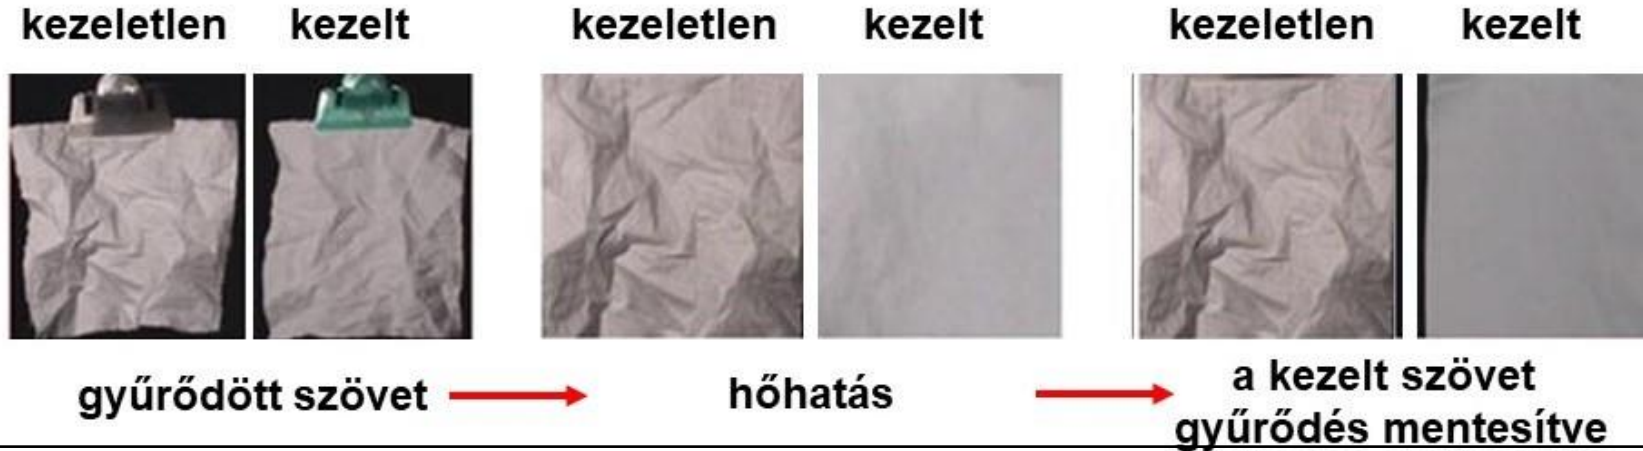 kezeletlen kezelt kezeletlen kezelt kezeletlen kezelt
gyűrődött szövet hőhatás a kezelt szövet
gyűrődés mentesítve